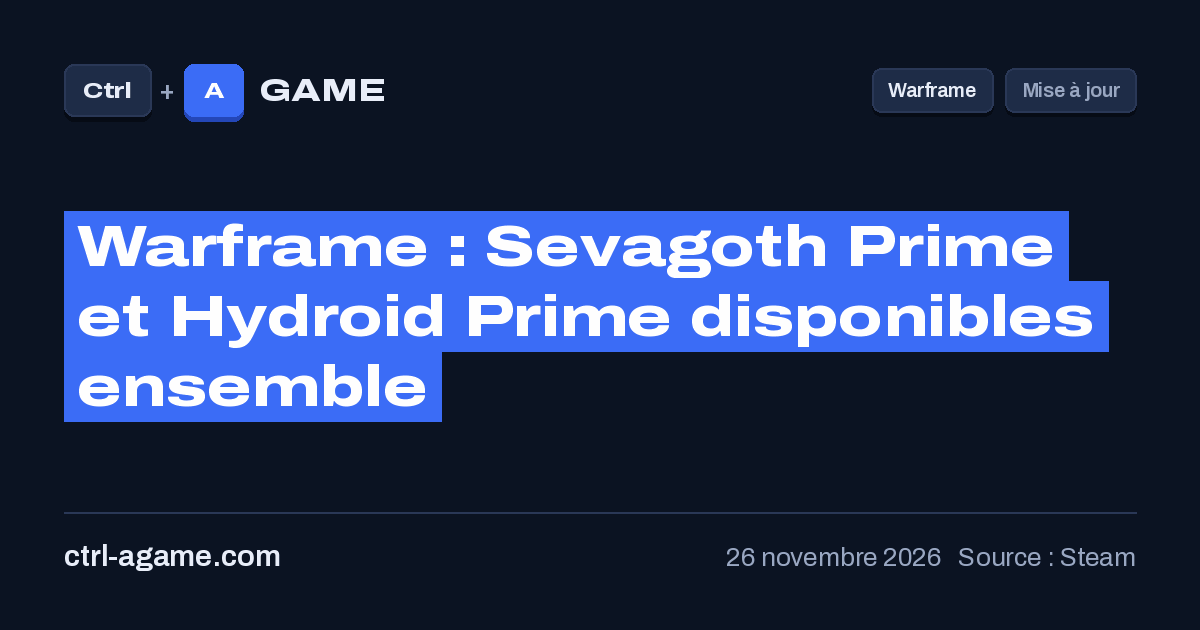 Ctrl + A GAME
Warframe Mise à jour
Warframe : Sevagoth Prime
et Hydroid Prime disponibles
ensemble
ctrl-agame.com
26 novembre 2026 Source : Steam